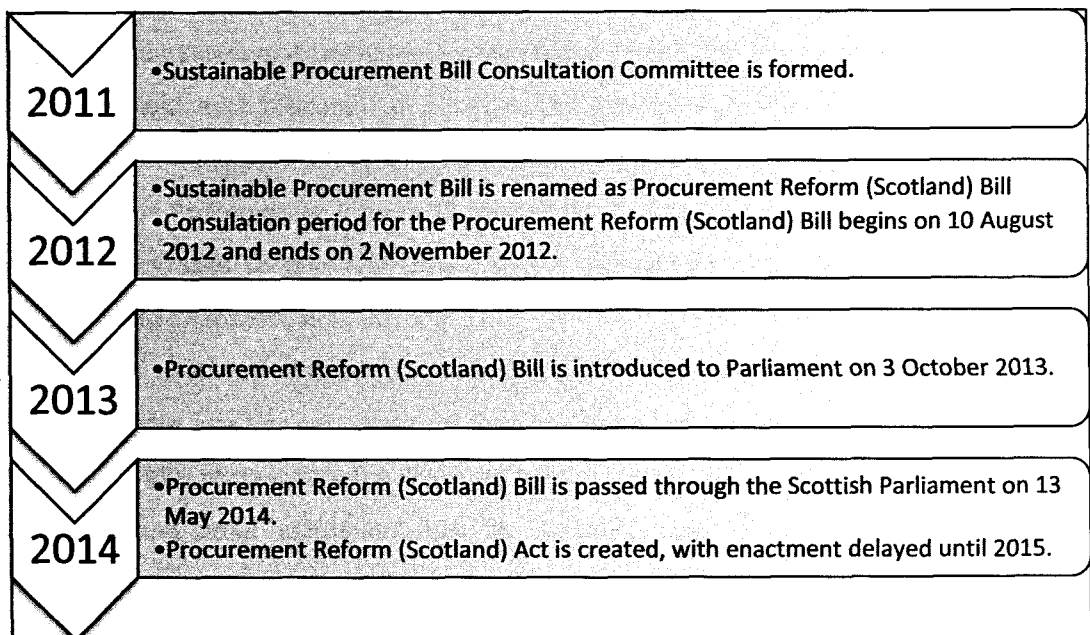 2011
•Sustainable Procurement Bill Consultation Committee is formed.
2012
•Sustainable Procurement Bill is renamed as Procurement Reform (Scotland) Bill
•Consulation period for the Procurement Reform (Scotland) Bill begins on 10 August
2012 and ends on 2 November 2012.
2013
•Procurement Reform (Scotland) Bill is introduced to Parliament on 3 October 2013.
2014
•Procurement Reform (Scotland) Bill is passed through the Scottish Parliament on 13
May 2014.
•Procurement Reform (Scotland) Act is created, with enactment delayed until 2015.